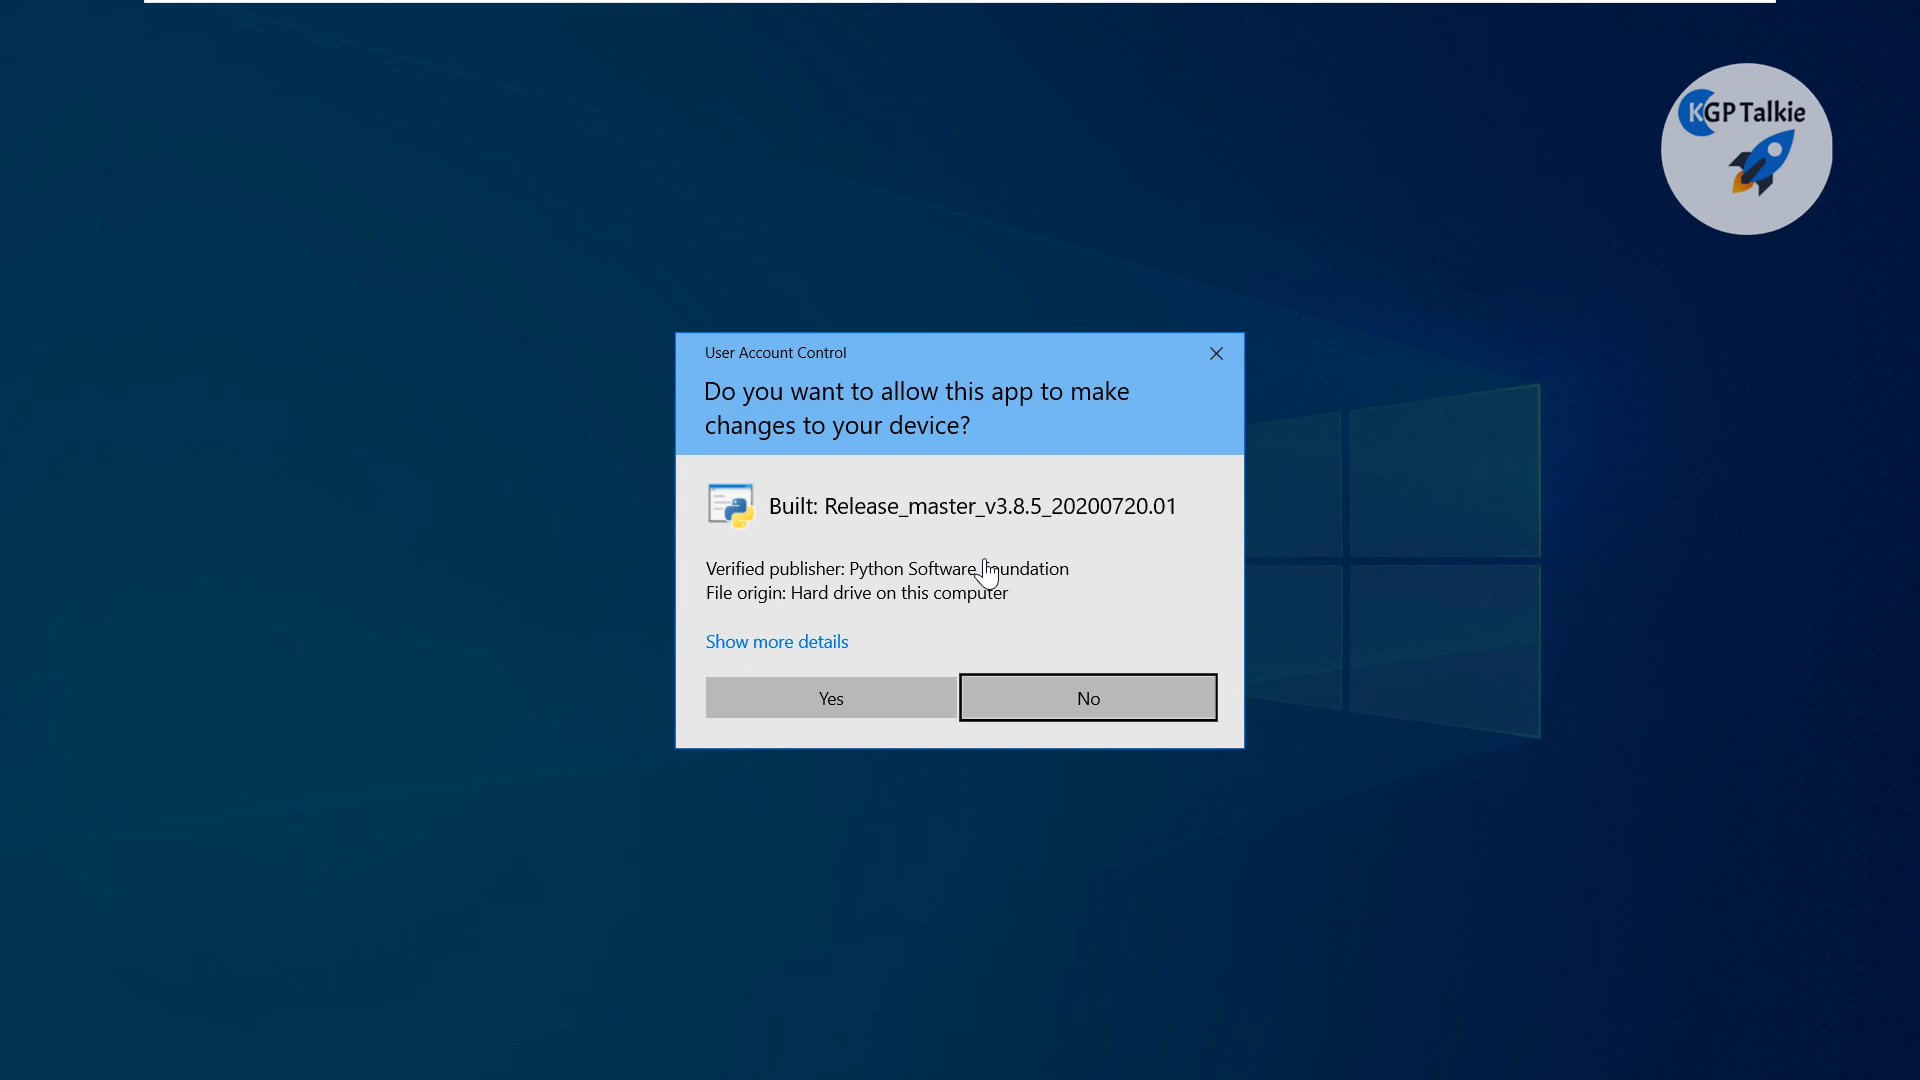 KGP Talkie
User Account Control
Do you want to allow this app to make
changes to your device?
Built: Release_master_v3.8.5_20200720.01
Verified publisher: Python Software Foundation
File origin: Hard drive on this computer
Show more details
Yes
No